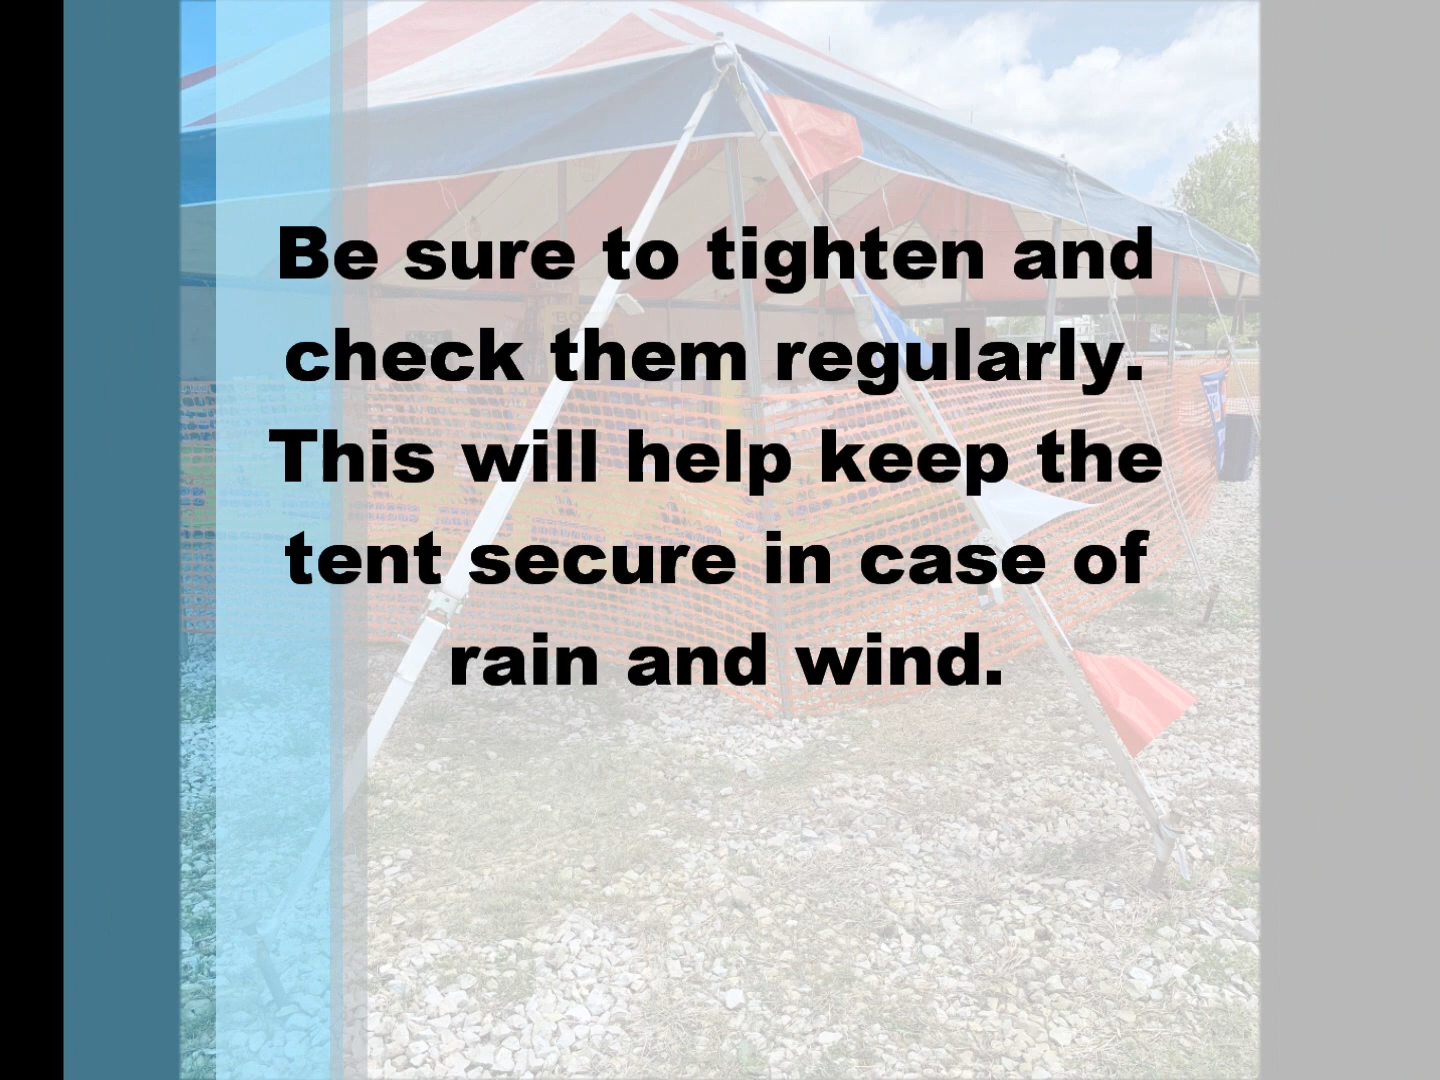 Be sure to tighten and
check them regularly.
This will help keep the
tent secure in case of
rain and wind.